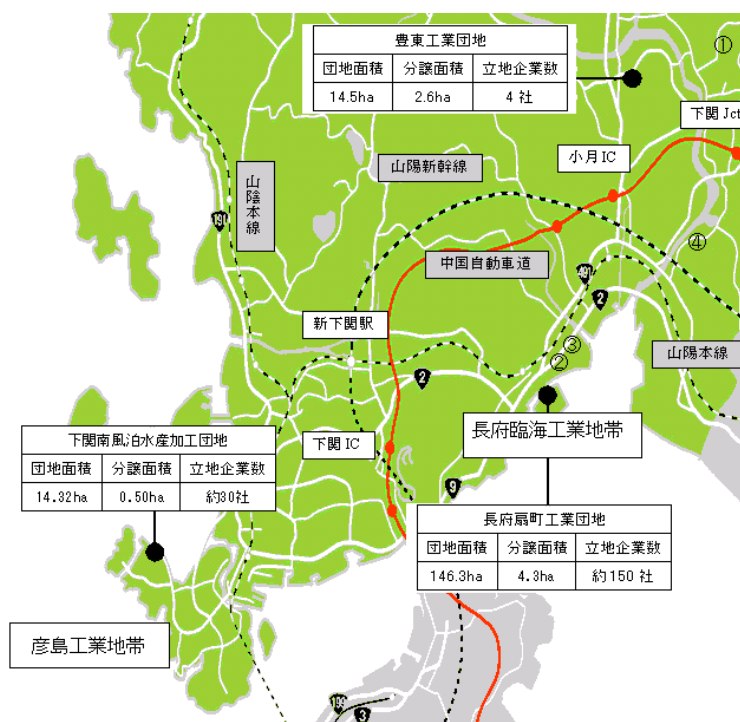 豊東工業団地
団地面積 分譲面積 立地企業数
14.5ha 2.6ha 4 社
①
下関 Jct
小月IC
山陽新幹線
山陰本線
191
④
中国自動車道
491
2
新下関駅
③
②
山陽本線
2
長府臨海工業地帯
下関南風泊水産加工団地
団地面積 分譲面積 立地企業数
14.32ha 0.50ha 約30社
下関 IC
9
長府扇町工業団地
団地面積 分譲面積 立地企業数
146.3ha 4.3ha 約150 社
彦島工業地帯
199
3